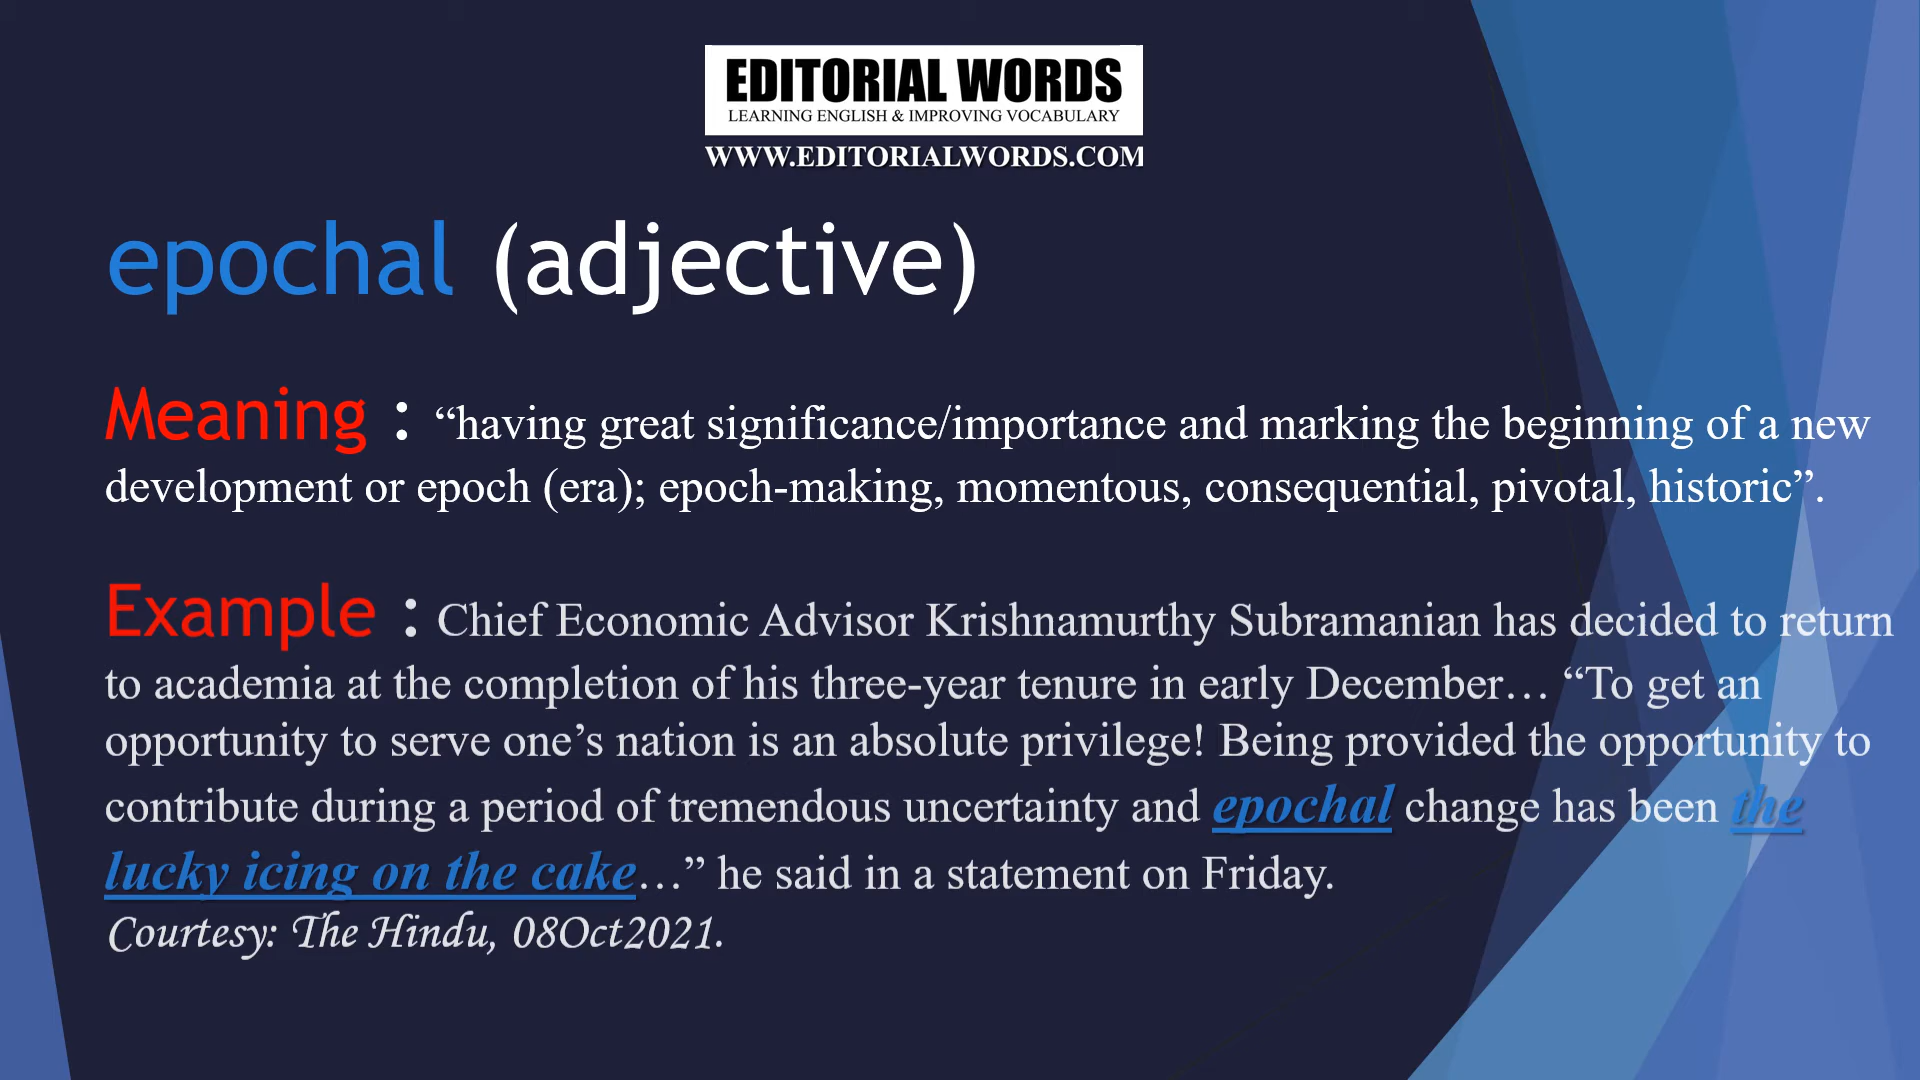 EDITORIAL WORDS
LEARNING ENGLISH & IMPROVING VOCABULARY
WWW.EDITORIALWORDS.COM
epochal (adjective)
Meaning : “having great significance/importance and marking the beginning of a new
development or epoch (era); epoch-making, momentous, consequential, pivotal, historic”.
Example : Chief Economic Advisor Krishnamurthy Subramanian has decided to return
to academia at the completion of his three-year tenure in early December… “To get an
opportunity to serve one’s nation is an absolute privilege! Being provided the opportunity to
contribute during a period of tremendous uncertainty and epochal change has been the
lucky icing on the cake…” he said in a statement on Friday.
Courtesy: The Hindu, 08Oct2021.